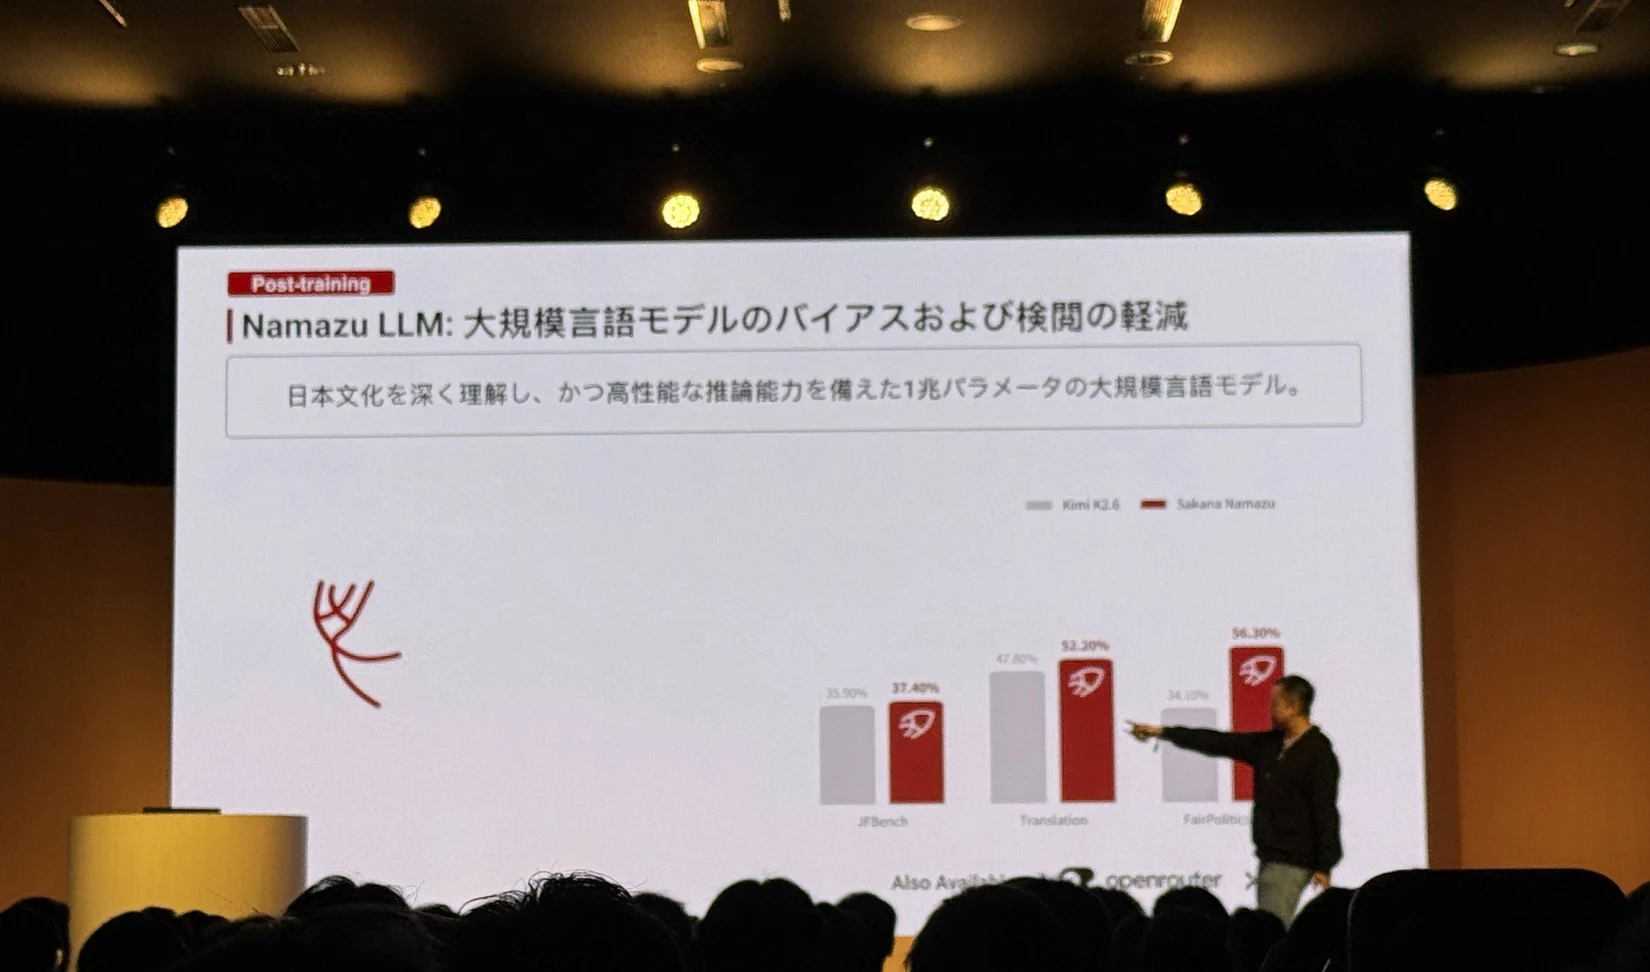 Post-training
Namazu LLM: 大規模言語モデルのバイアスおよび検閲の軽減
日本文化を深く理解し、かつ高性能な推論能力を備えた1兆パラメータの大規模言語モデル。
Kimi K2.6
Sakana Namazu
35.90%
37.40%
47.80%
52.20%
34.10%
56.30%
JFBench
Translation
FairPolitics
Also
openrouter